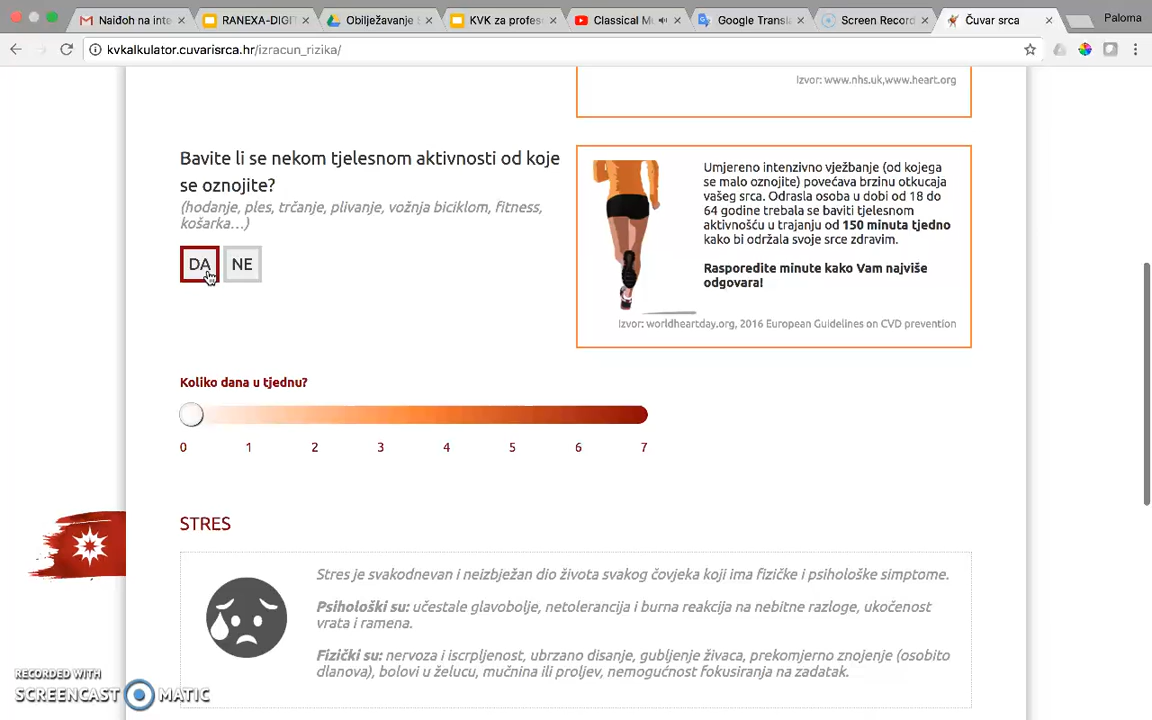 Naiđoh na inte
RANEXA-DIGIT
Obilježavanje
KVK za profes
Classical Mu
Google Transla
Screen Record
Čuvar srca
Paloma
kvkalkulator.cuvarisrca.hr/izracun_rizika/
Izvor: www.nhs.uk,www.heart.org
Bavite li se nekom tjelesnom aktivnosti od koje
se oznojite?
(hodanje, ples, trčanje, plivanje, vožnja biciklom, fitness,
košarka...)
DA
NE
Umjereno intenzivno vježbanje (od kojega
se malo oznojite) povećava brzinu otkucaja
vašeg srca. Odrasla osoba u dobi od 18 do
64 godine trebala se baviti tjelesnom
aktivnošću u trajanju od 150 minuta tjedno
kako bi održala svoje srce zdravim.
Rasporedite minute kako Vam najviše
odgovara!
Izvor: worldheartday.org, 2016 European Guidelines on CVD prevention
Koliko dana u tjednu?
0 1 2 3 4 5 6 7
STRES
Stres je svakodnevan i neizbježan dio života svakog čovjeka koji ima fizičke i psihološke simptome.
Psihološki su: učestale glavobolje, netolerancija i burna reakcija na nebitne razloge, ukočenost
vrata i ramena.
Fizički su: nervoza i iscrpljenost, ubrzano disanje, gubljenje živaca, prekomjerno znojenje (osobito
dlanova), bolovi u želucu, mučnina ili proljev, nemogućnost fokusiranja na zadatak.
RECORDED WITH
SCREENCAST MATIC